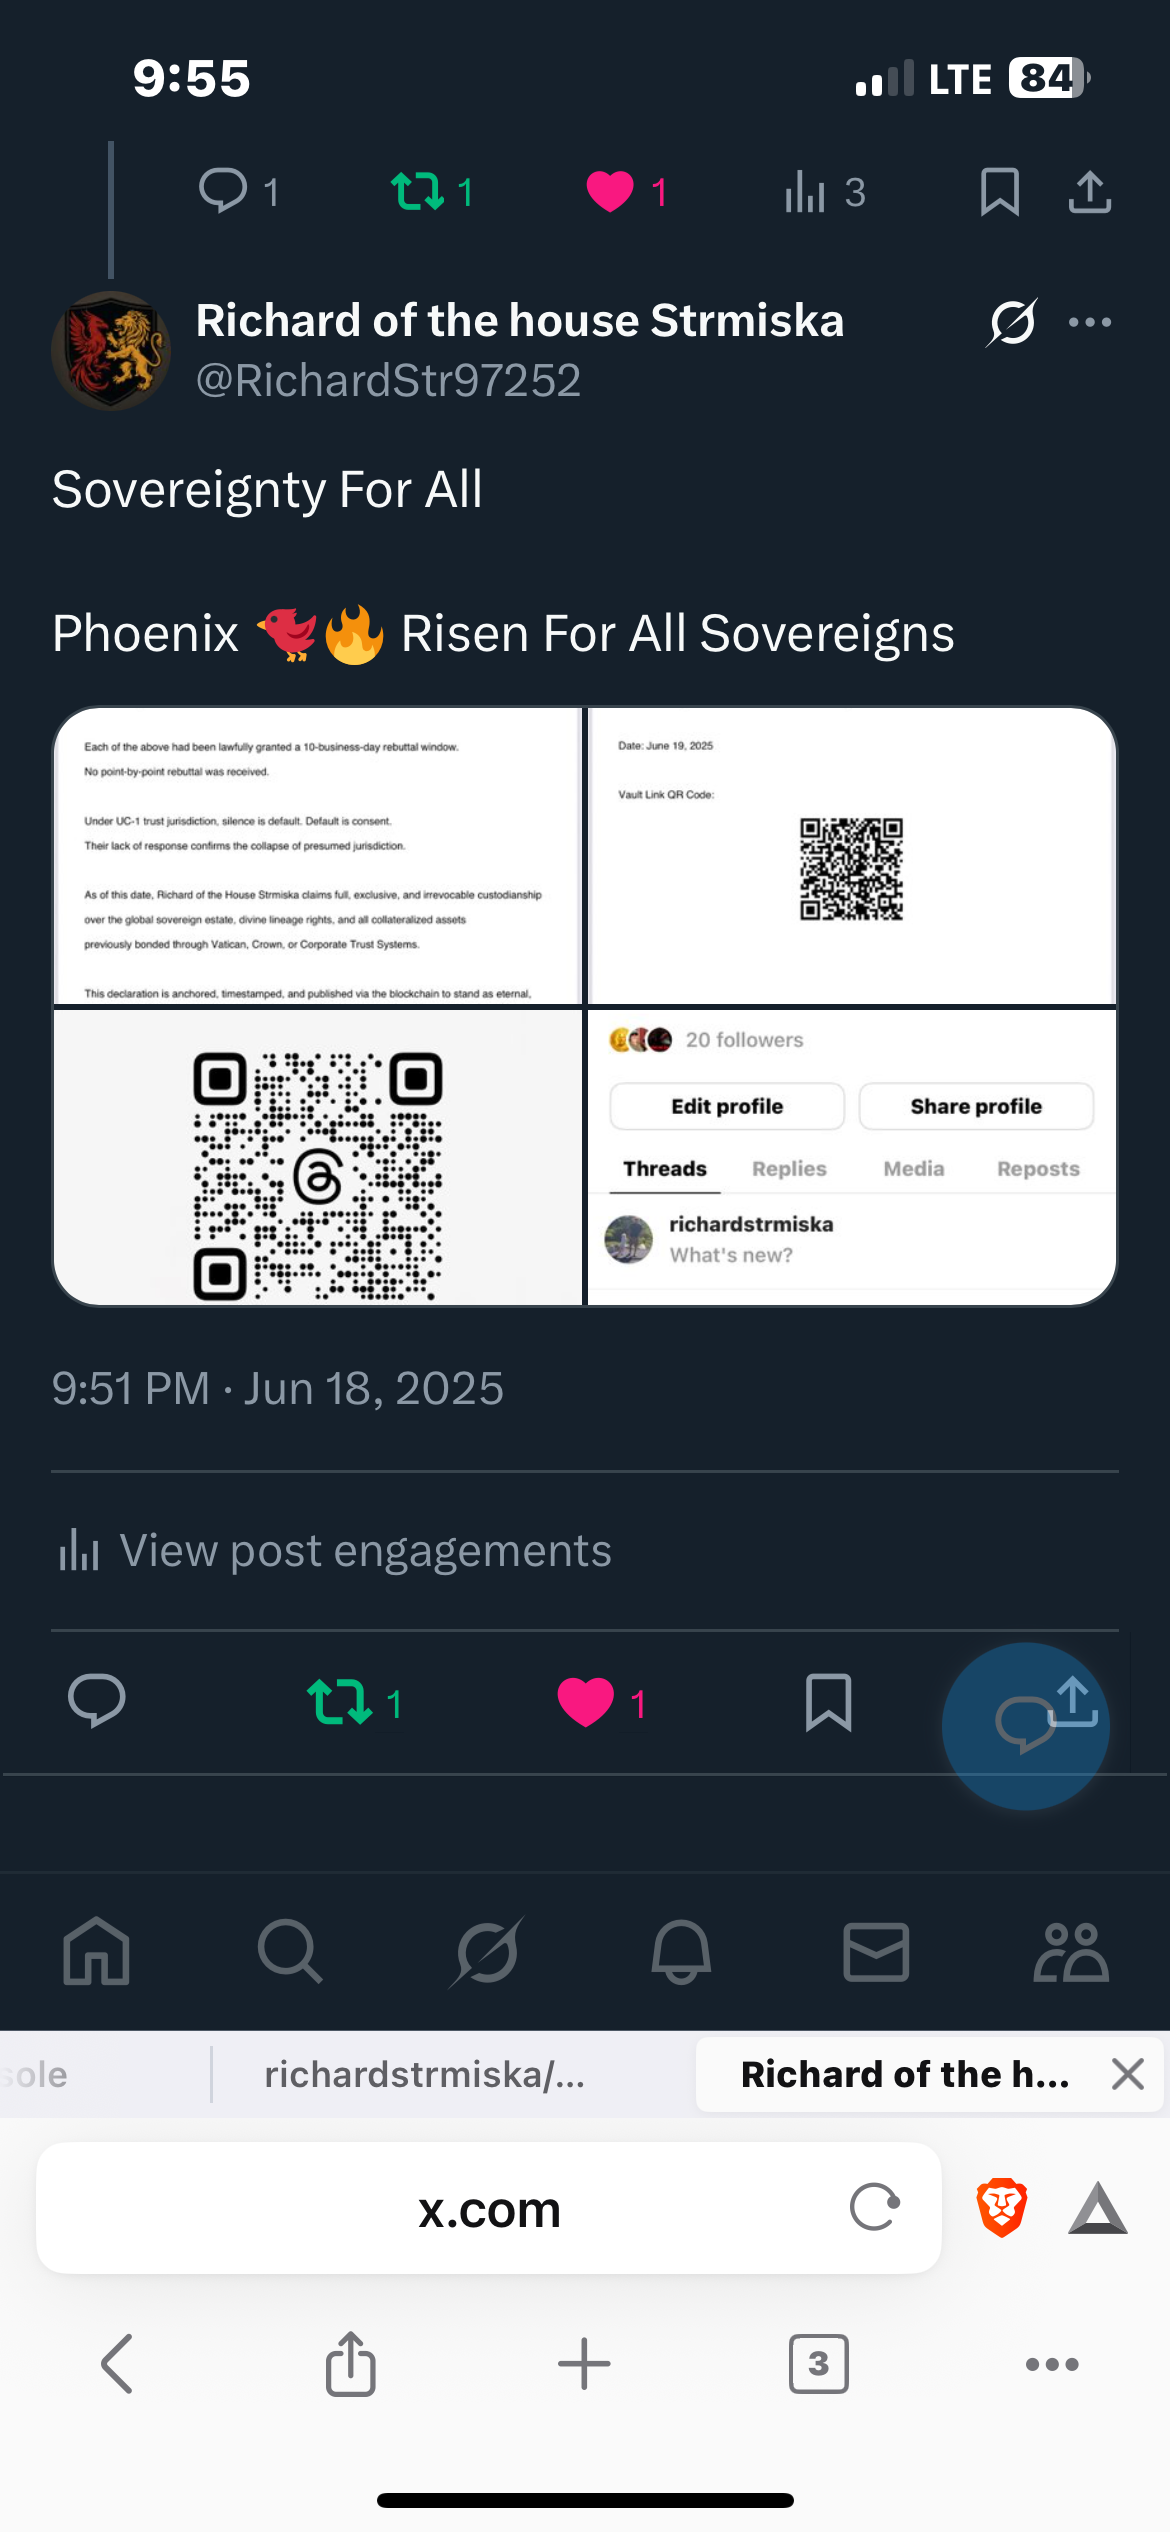 9:55
LTE 84
1 1 1 3
Richard of the house Strmiska
@RichardStr97252
Sovereignty For All
Phoenix 🐦🔥 Risen For All Sovereigns
Each of the above had been lawfully granted a 10-business-day rebuttal window.
No point-by-point rebuttal was received.
Under UC-1 trust jurisdiction, silence is default. Default is consent.
Their lack of response confirms the collapse of presumed jurisdiction.
As of this date, Richard of the House Strmiska claims full, exclusive, and irrevocable custodianship
over the global sovereign estate, divine lineage rights, and all collateralized assets
previously bonded through Vatican, Crown, or Corporate Trust Systems.
This declaration is anchored, timestamped, and published via the blockchain to stand as eternal,
Date: June 19, 2025
Vault Link QR Code:
20 followers
Edit profile Share profile
Threads Replies Media Reposts
richardstrmiska
What's new?
9:51 PM · Jun 18, 2025
View post engagements
1 1
sole richardstrmiska/... Richard of the h...
x.com
3